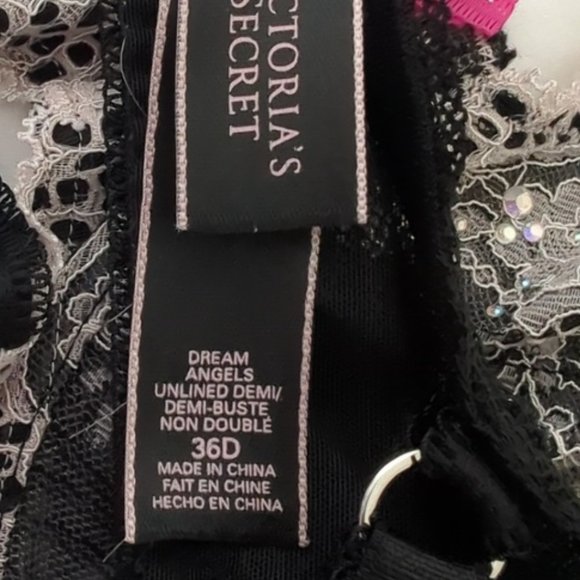 VICTORIA'S
SECRET
DREAM
ANGELS
UNLINED DEMI/
DEMI-BUSTE
NON DOUBLÉ
36D
MADE IN CHINA
FAIT EN CHINE
HECHO EN CHINA